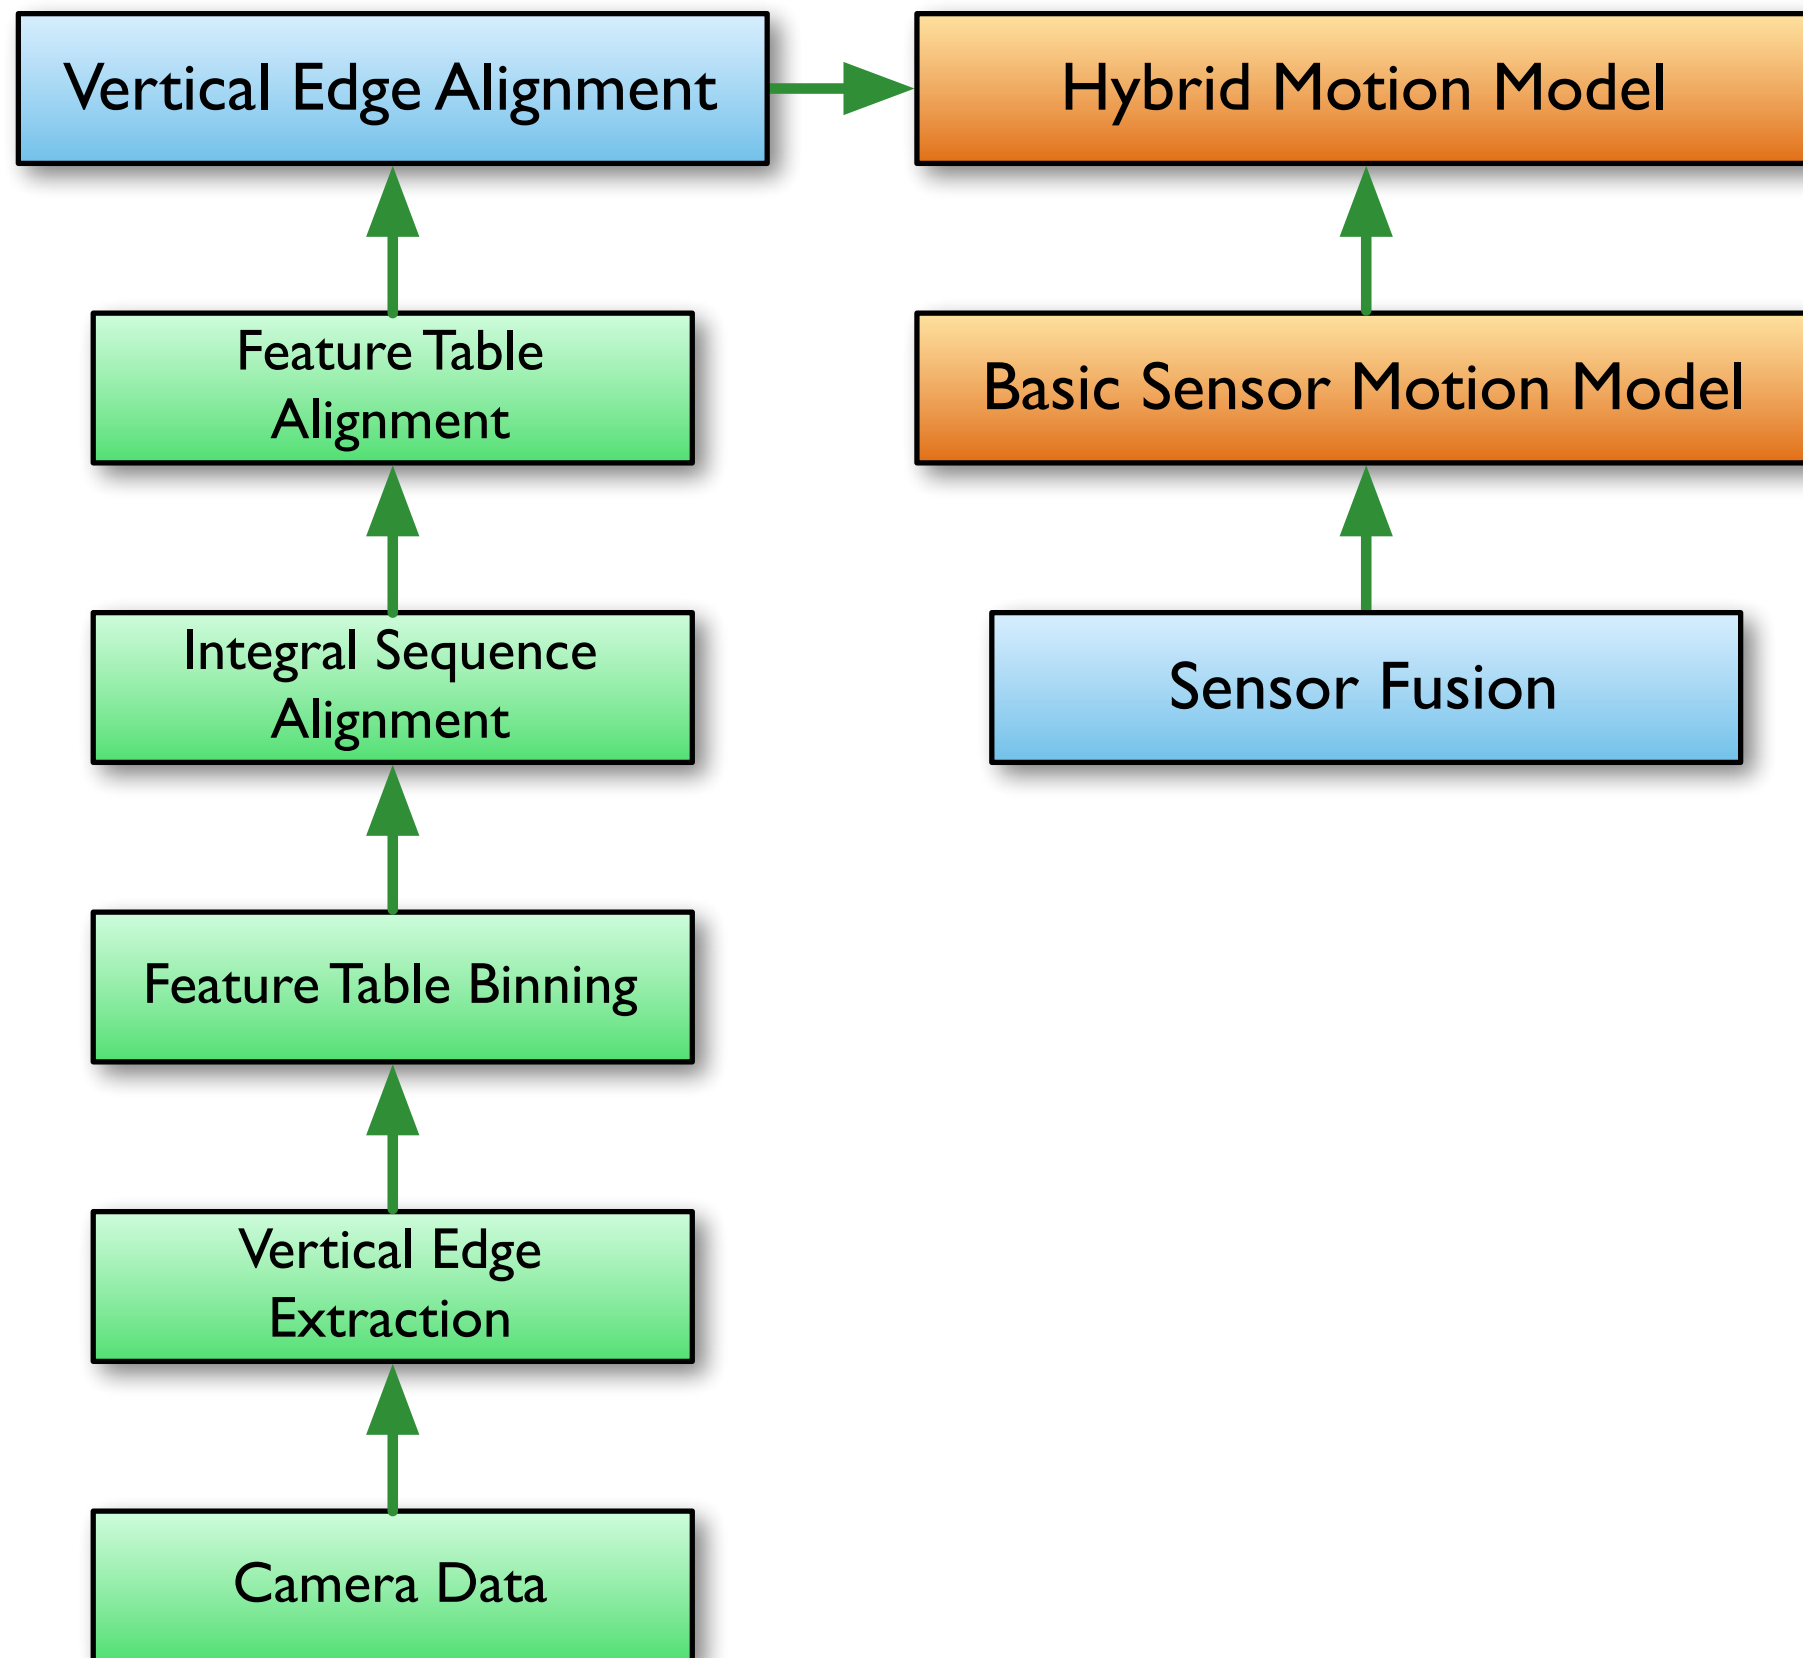 Vertical Edge Alignment
Hybrid Motion Model
Feature Table
Alignment
Basic Sensor Motion Model
Integral Sequence
Alignment
Sensor Fusion
Feature Table Binning
Vertical Edge
Extraction
Camera Data